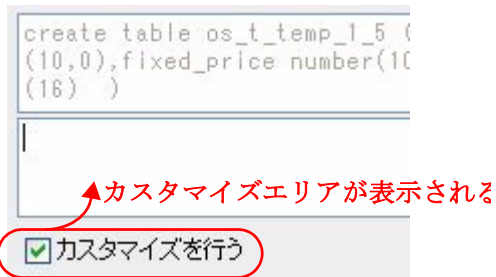 create table os_t_temp_1_5 (
(10,0),fixed_price number(10
(16)  )
カスタマイズエリアが表示される
カスタマイズを行う